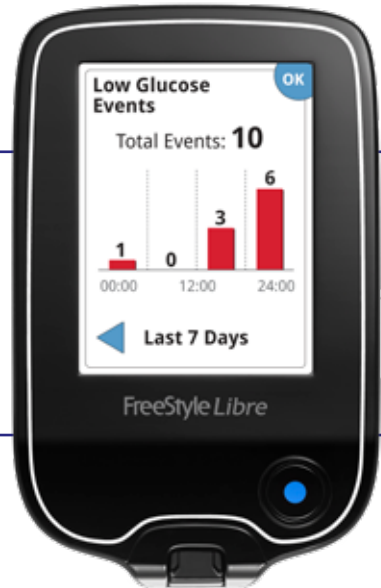 Low Glucose
Events
OK
Total Events: 10
1
0
3
6
00:00 12:00 24:00
Last 7 Days
FreeStyle Libre